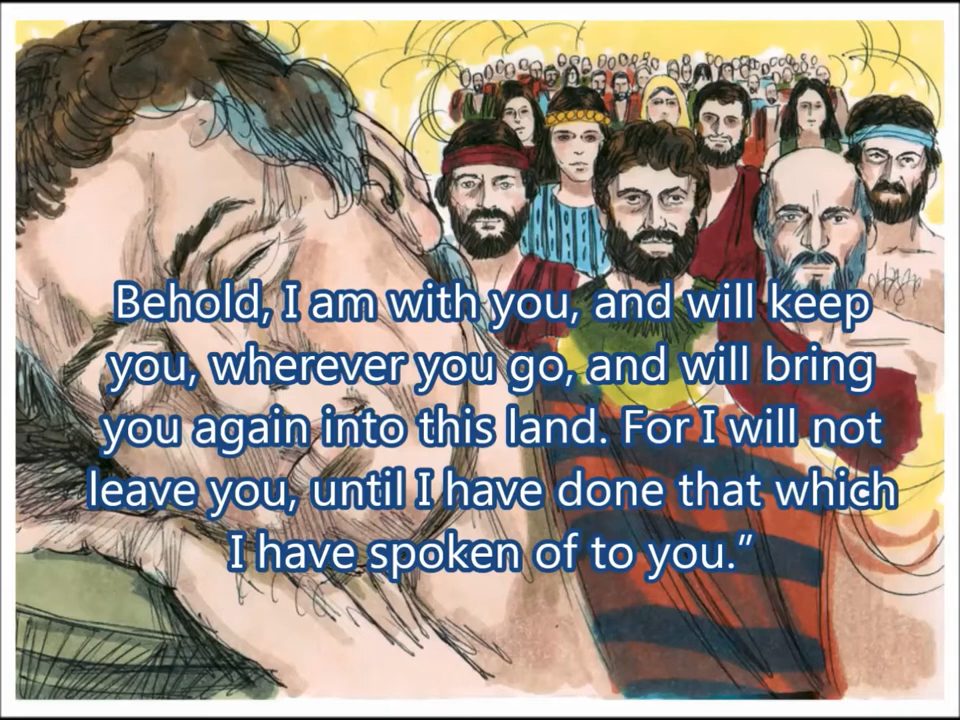 Behold, I am with you, and will keep
you, wherever you go, and will bring
you again into this land. For I will not
leave you, until I have done that which
I have spoken of to you.”